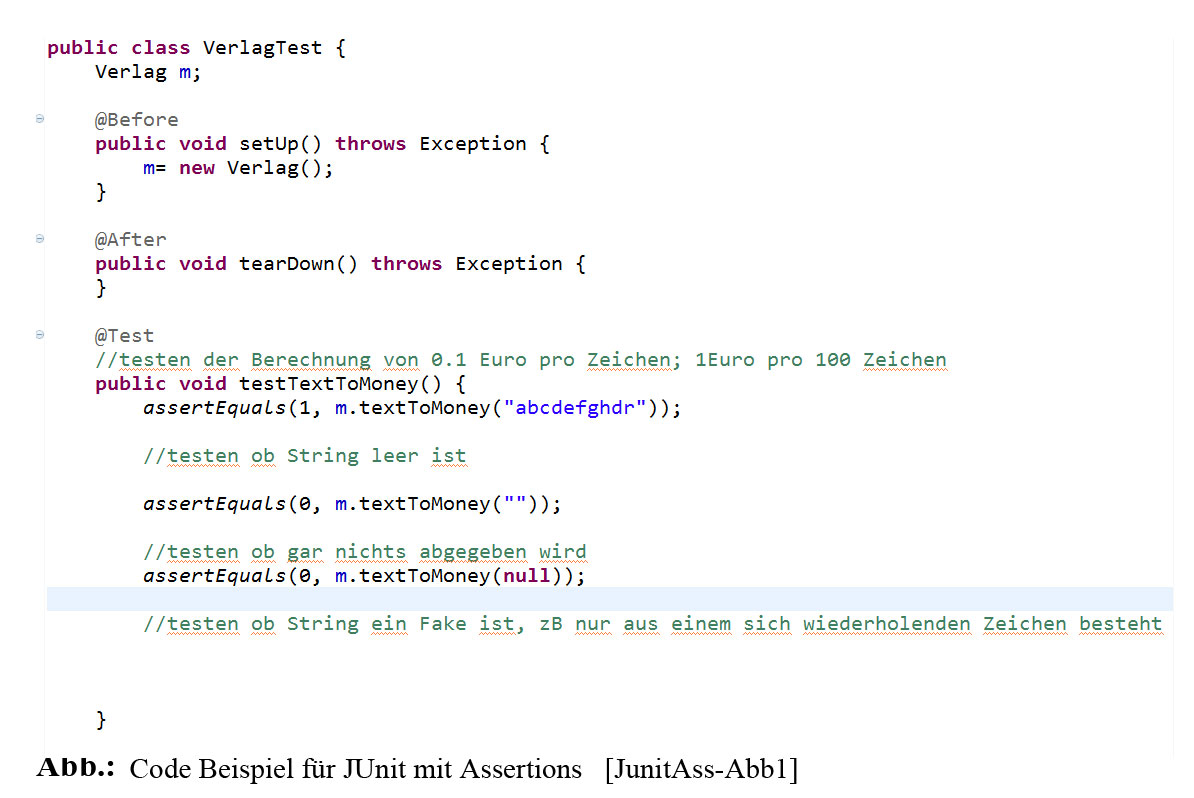 public class VerlagTest {
Verlag m;
@Before
public void setUp() throws Exception {
m= new Verlag();
}
@After
public void tearDown() throws Exception {
}
@Test
//testen der Berechnung von 0.1 Euro pro Zeichen; 1Euro pro 100 Zeichen
public void testTextToMoney() {
assertEquals(1, m.textToMoney("abcdefghdr"));
//testen ob String leer ist
assertEquals(0, m.textToMoney(""));
//testen ob gar nichts abgegeben wird
assertEquals(0, m.textToMoney(null));
//testen ob String ein Fake ist, zB nur aus einem sich wiederholenden Zeichen besteht
}
Abb.: Code Beispiel für JUnit mit Assertions [JunitAss-Abb1]